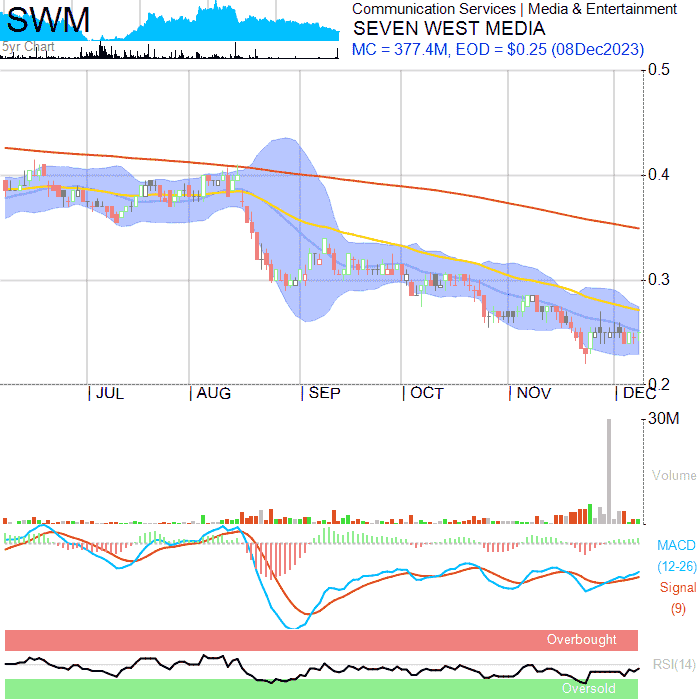 SWM
Communication Services | Media & Entertainment
SEVEN WEST MEDIA
5yr Chart
MC = 377.4M, EOD = $0.25 (08Dec2023)
0.5
0.4
0.3
0.2
| JUL | AUG | SEP | OCT | NOV | DEC
30M
Volume
MACD
(12-26)
Signal
(9)
Overbought
RSI(14)
Oversold